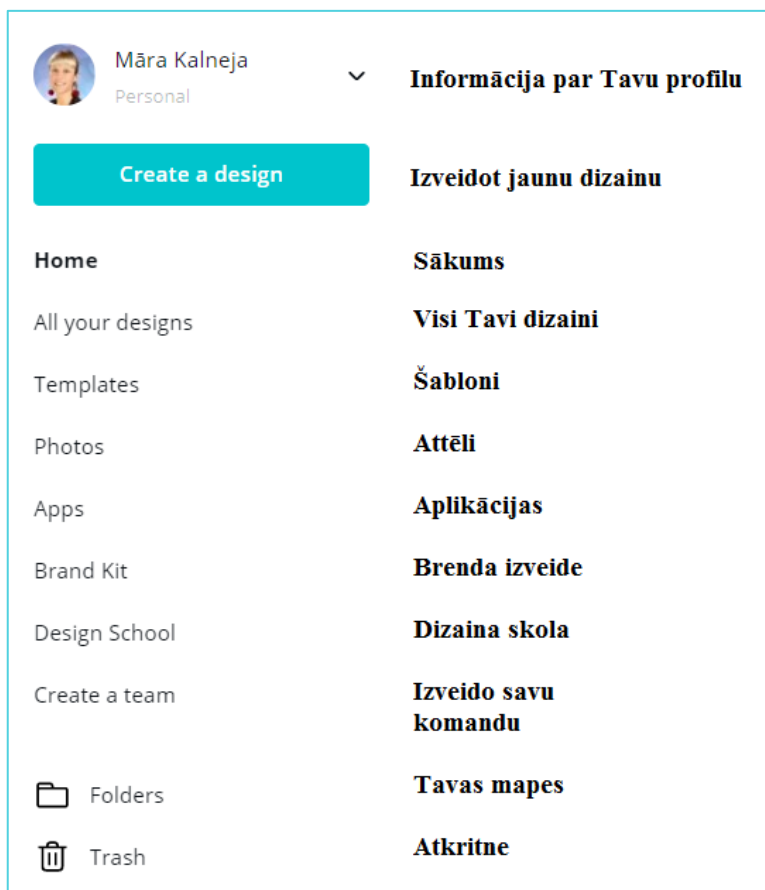 Māra Kalneja
Personal
Informācija par Tavu profilu
Create a design
Izveidot jaunu dizainu
Home
Sākums
All your designs
Visi Tavi dizaini
Templates
Šabloni
Photos
Attēli
Apps
Aplikācijas
Brand Kit
Brenda izveide
Design School
Dizaina skola
Create a team
Izveido savu
komandu
Folders
Tavas mapes
Trash
Atkritne